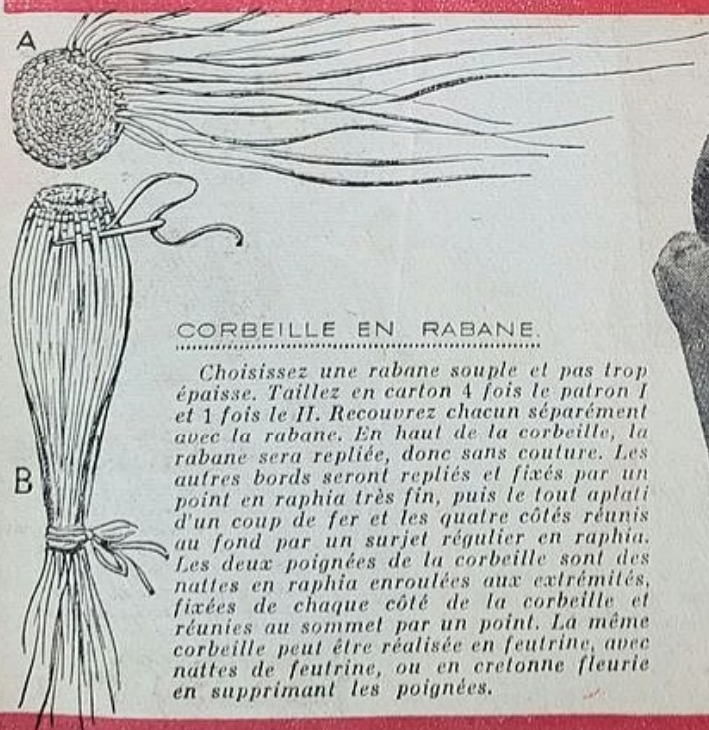 A
B
CORBEILLE EN RABANE.
Choisissez une rabane souple et pas trop
épaisse. Taillez en carton 4 fois le patron I
et 1 fois le II. Recouvrez chacun séparément
avec la rabane. En haut de la corbeille, la
rabane sera repliée, donc sans couture. Les
autres bords seront repliés et fixés par un
point en raphia très fin, puis le tout aplati
d'un coup de fer et les quatre côtés réunis
au fond par un surjet régulier en raphia.
Les deux poignées de la corbeille sont des
nattes en raphia enroulées aux extrémités,
fixées de chaque côté de la corbeille et
réunies au sommet par un point. La même
corbeille peut être réalisée en feutrine, avec
nattes de feutrine, ou en cretonne fleurie
en supprimant les poignées.